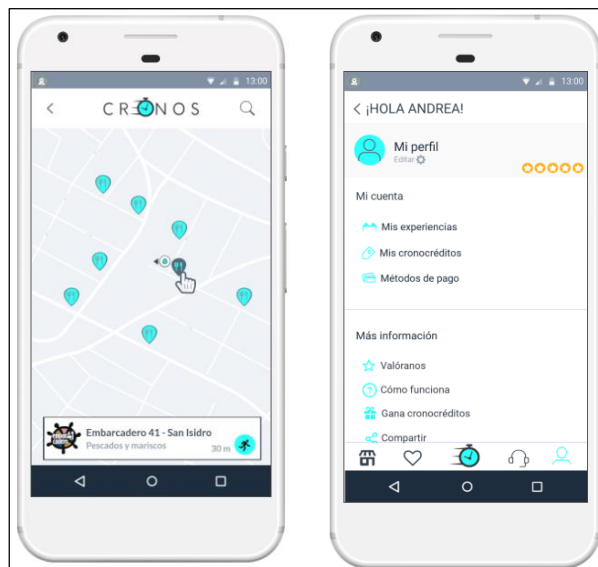 13:00
CRONOS
Embarcadero 41 - San Isidro
Pescados y mariscos
30 m
13:00
< ¡HOLA ANDREA!
Mi perfil
Editar
Mi cuenta
Mis experiencias
Mis cronocréditos
Métodos de pago
Más información
Valóranos
Cómo funciona
Gana cronocréditos
Compartir